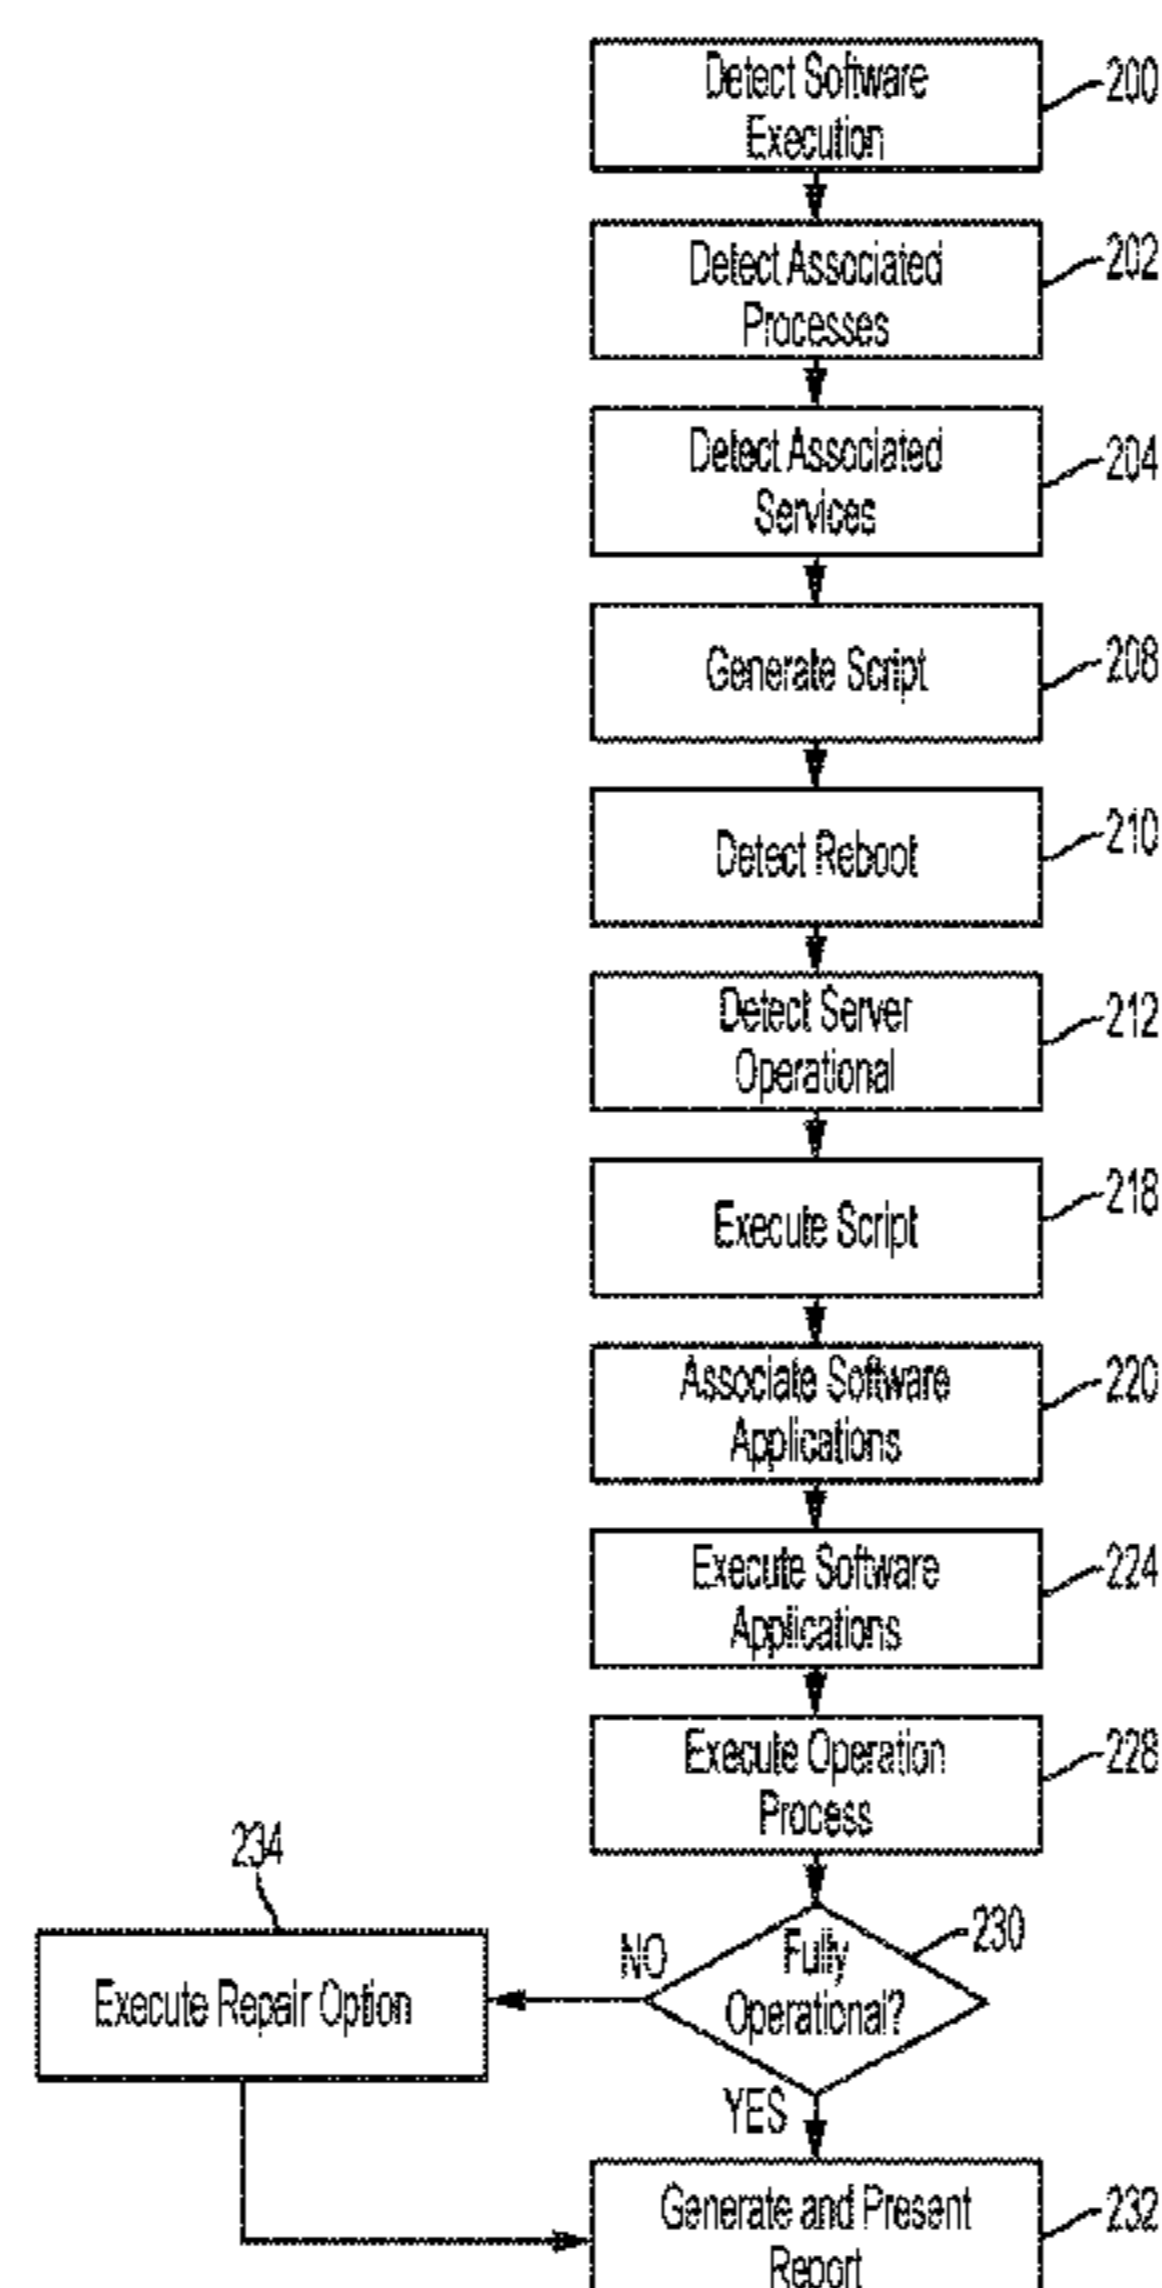 Detect Software
Execution
200
Detect Associated
Processes
202
Detect Associated
Services
204
Generate Script
208
Detect Reboot
210
Detect Server
Operational
212
Execute Script
218
Associate Software
Applications
220
Execute Software
Applications
224
Execute Operation
Process
228
Fully
Operational?
230
NO
234
Execute Repair Option
YES
Generate and Present
Report
232